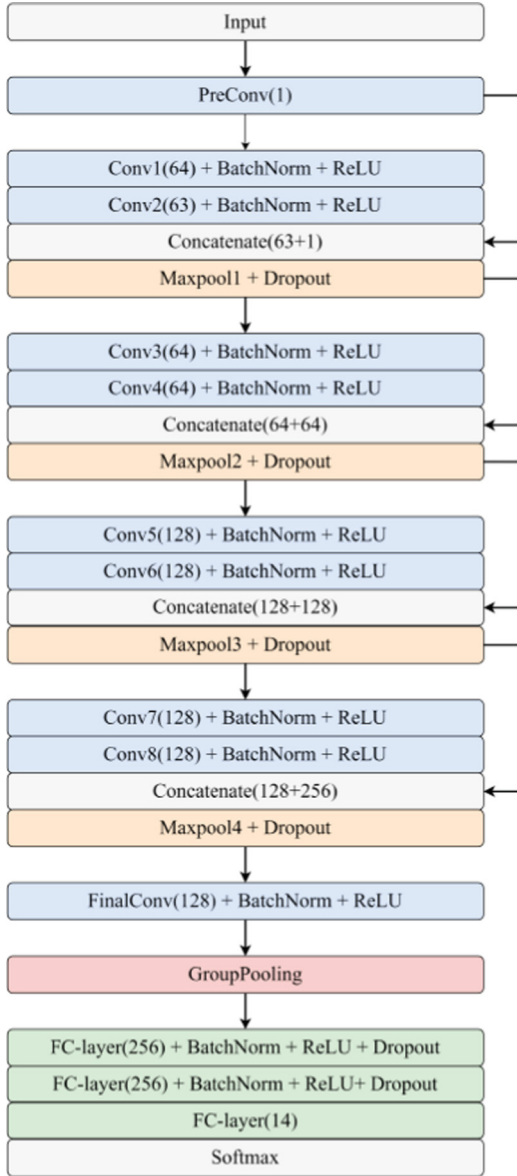 Input
PreConv(1)
Conv1(64) + BatchNorm + ReLU
Conv2(63) + BatchNorm + ReLU
Concatenate(63+1)
Maxpool1 + Dropout
Conv3(64) + BatchNorm + ReLU
Conv4(64) + BatchNorm + ReLU
Concatenate(64+64)
Maxpool2 + Dropout
Conv5(128) + BatchNorm + ReLU
Conv6(128) + BatchNorm + ReLU
Concatenate(128+128)
Maxpool3 + Dropout
Conv7(128) + BatchNorm + ReLU
Conv8(128) + BatchNorm + ReLU
Concatenate(128+256)
Maxpool4 + Dropout
FinalConv(128) + BatchNorm + ReLU
GroupPooling
FC-layer(256) + BatchNorm + ReLU + Dropout
FC-layer(256) + BatchNorm + ReLU+ Dropout
FC-layer(14)
Softmax